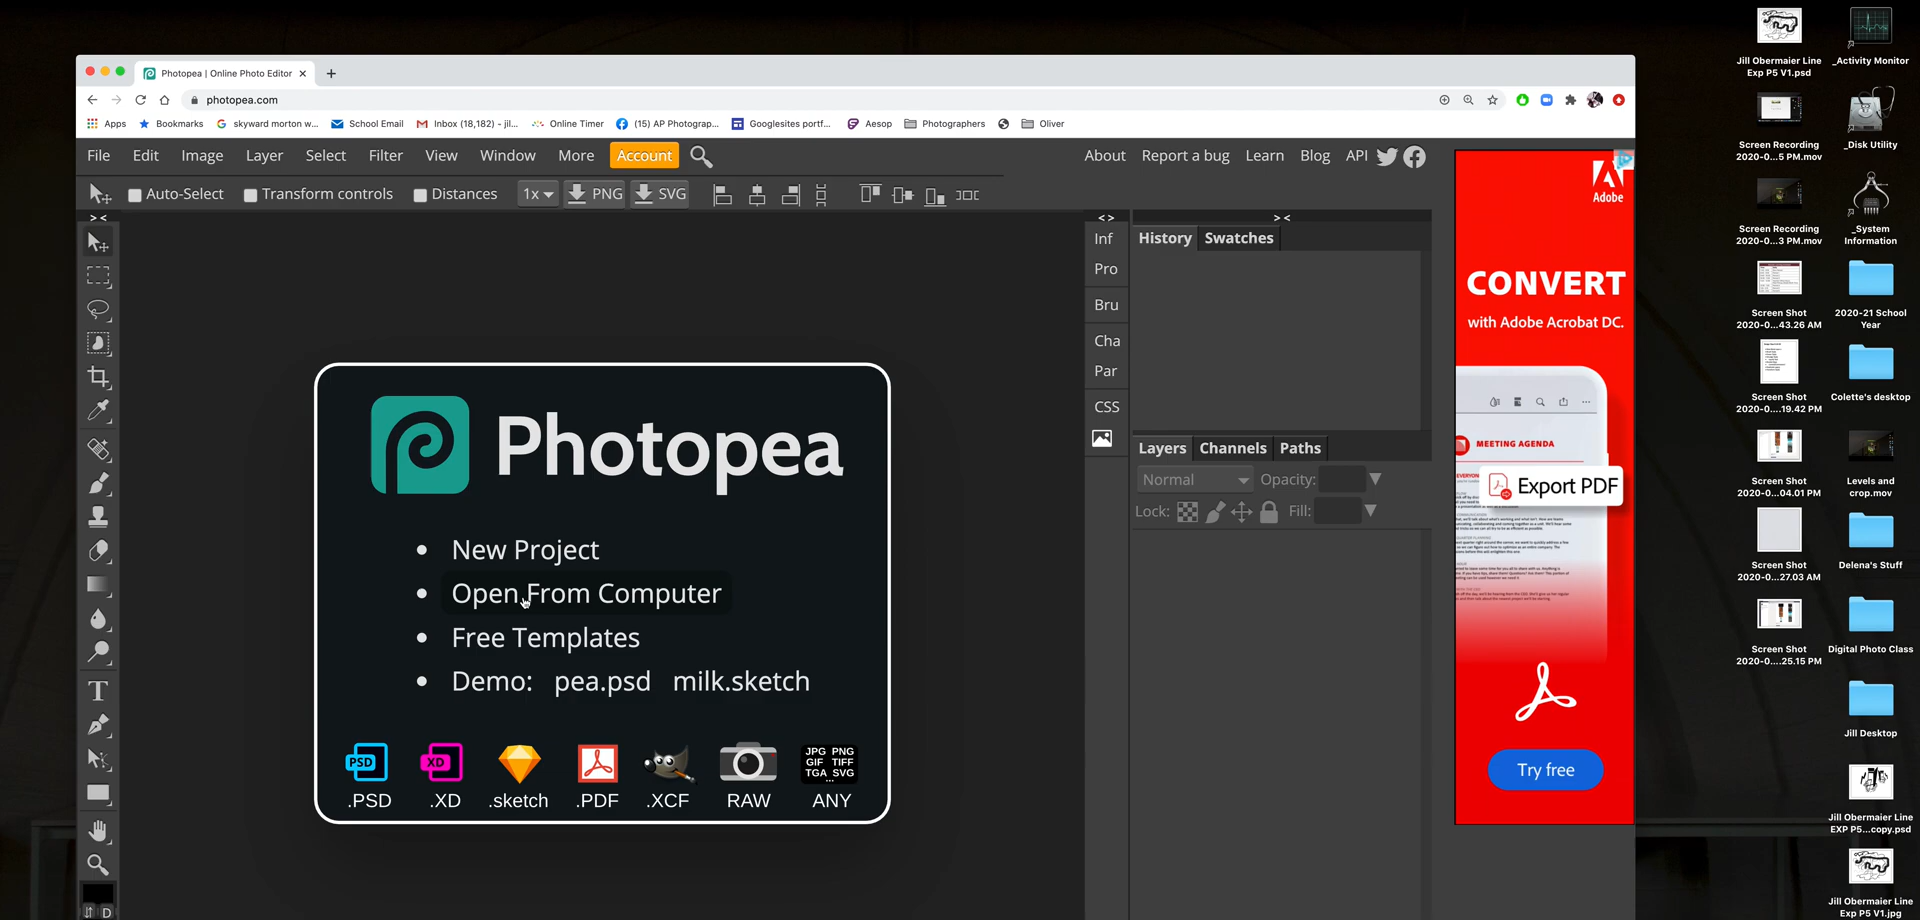 Photopea | Online Photo Editor
photopea.com
Apps
Bookmarks
skyward morton w...
School Email
Inbox (18,182) - jil...
Online Timer
(15) AP Photograp...
Googlesites portf...
Aesop
Photographers
Oliver
File Edit Image Layer Select Filter View Window More Account
About Report a bug Learn Blog API
Auto-Select Transform controls Distances 1x PNG SVG
> <
< >
> <
Inf
Pro
Bru
Cha
Par
CSS
History Swatches
Layers Channels Paths
Normal Opacity:
Lock: Fill:
Photopea
New Project
Open From Computer
Free Templates
Demo: pea.psd milk.sketch
PSD
XD
JPG PNG
GIF TIFF
TGA SVG
...
.PSD .XD .sketch .PDF .XCF RAW ANY
T
D
Adobe
CONVERT
with Adobe Acrobat DC.
MEETING AGENDA
Export PDF
Try free
Jill Obermaier Line
Exp P5 V1.psd
_Activity Monitor
Screen Recording
2020-0...5 PM.mov
_Disk Utility
Screen Recording
2020-0...3 PM.mov
_System
Information
Screen Shot
2020-0...43.26 AM
2020-21 School
Year
Screen Shot
2020-0....19.42 PM
Colette's desktop
Screen Shot
2020-0...04.01 PM
Levels and
crop.mov
Screen Shot
2020-0...27.03 AM
Delena's Stuff
Screen Shot
2020-0....25.15 PM
Digital Photo Class
Jill Desktop
Jill Obermaier Line
EXP P5...copy.psd
Jill Obermaier Line
Exp P5 V1.jpg